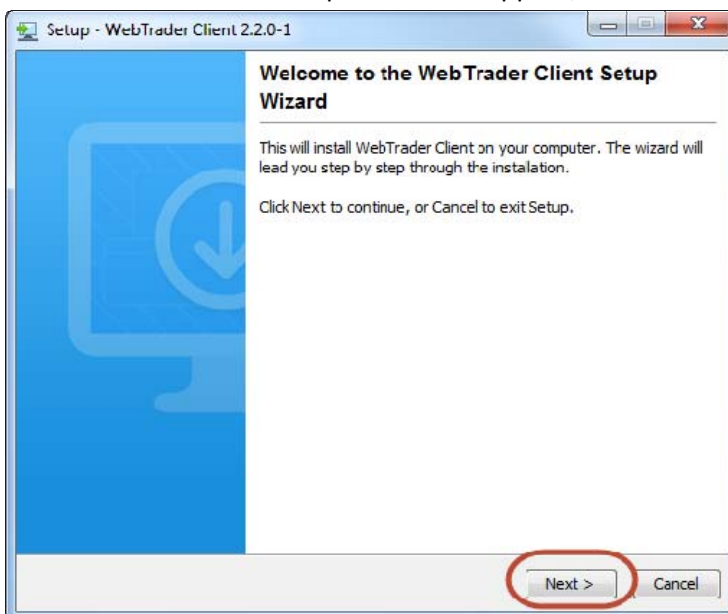 Setup - WebTrader Client 2.2.0-1
Welcome to the WebTrader Client Setup
Wizard
This will install WebTrader Client on your computer. The wizard will
lead you step by step through the instalation.
Click Next to continue, or Cancel to exit Setup.
Next >
Cancel